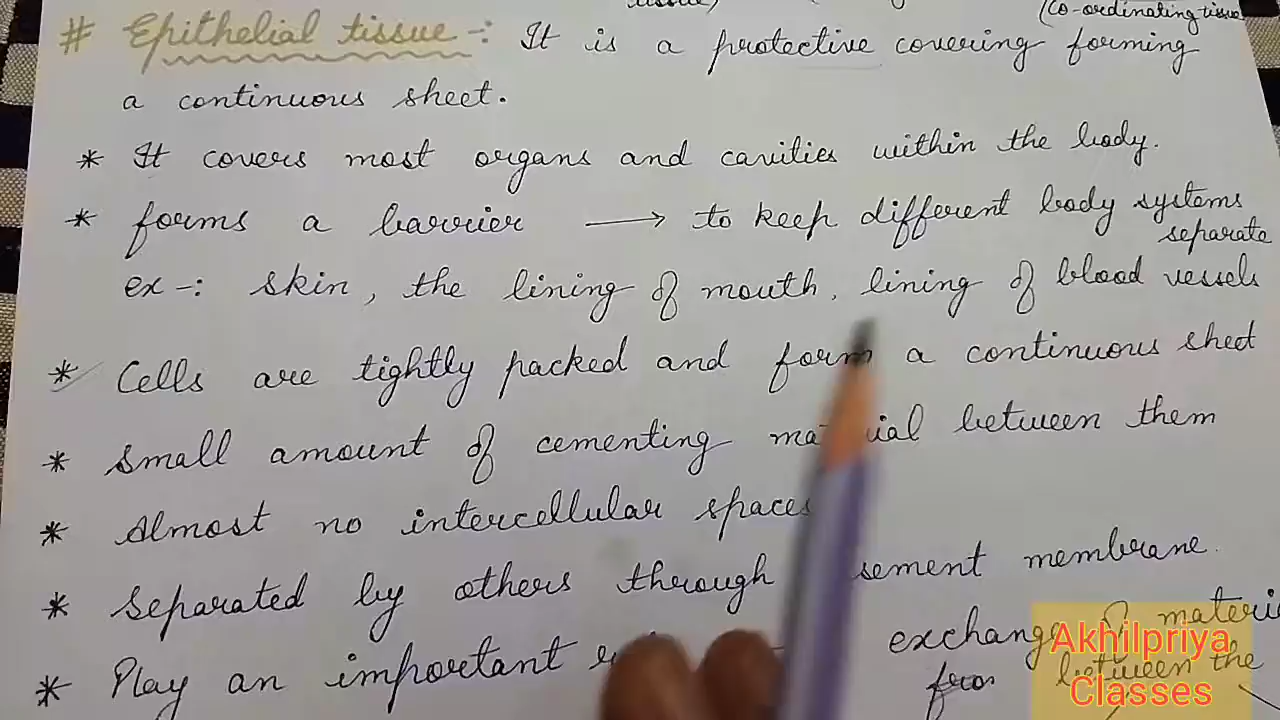 (co-ordinating tissue
# Epithelial tissue -: It is a protective covering forming
a continuous sheet.
* It covers most organs and cavities within the body.
* forms a barrier → to keep different body systems
separate
ex -: skin, the lining of mouth, lining of blood vessels
* Cells are tightly packed and form a continuous sheet
* Small amount of cementing material between them
* Almost no intercellular spaces
* Separated by others through sement membrane.
* Play an important exchange of materi
between the
Akhilpriya
Classes